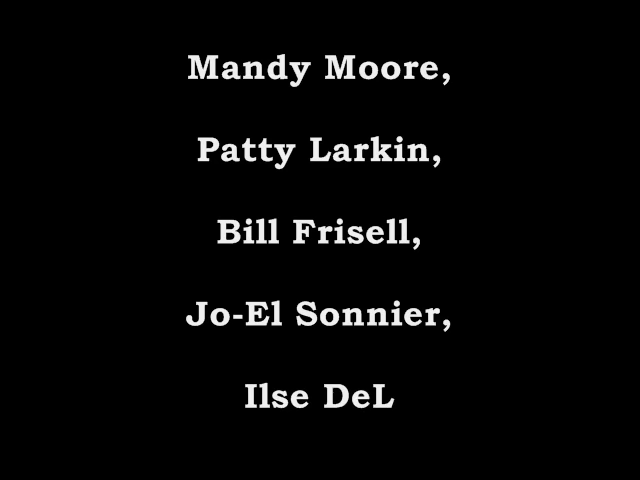 Mandy Moore,
Patty Larkin,
Bill Frisell,
Jo-El Sonnier,
Ilse DeL